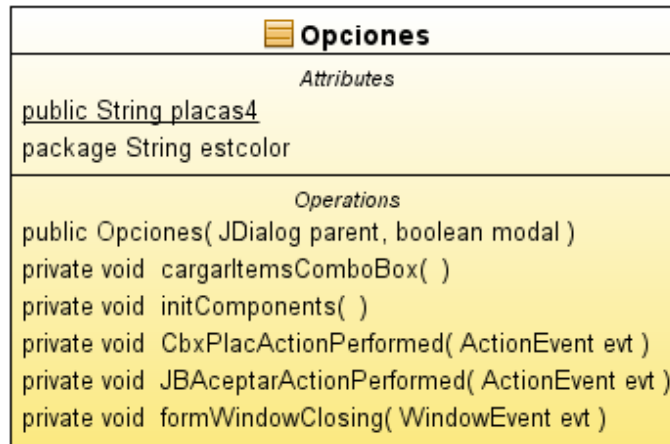 Opciones
Attributes
public String placas4
package String estcolor
Operations
public Opciones( JDialog parent, boolean modal )
private void cargarItemsComboBox( )
private void initComponents( )
private void CbxPlacActionPerformed( ActionEvent evt )
private void JBAceptarActionPerformed( ActionEvent evt )
private void formWindowClosing( WindowEvent evt )